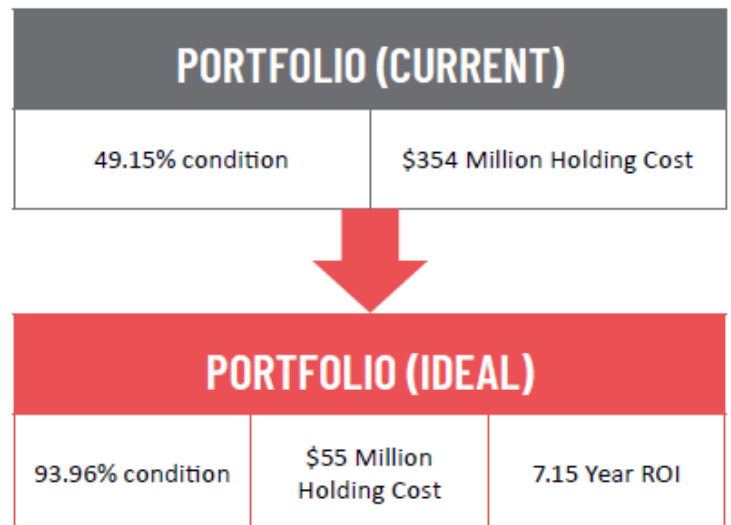 PORTFOLIO (CURRENT)
49.15% condition
$354 Million Holding Cost
PORTFOLIO (IDEAL)
93.96% condition
$55 Million
Holding Cost
7.15 Year ROI